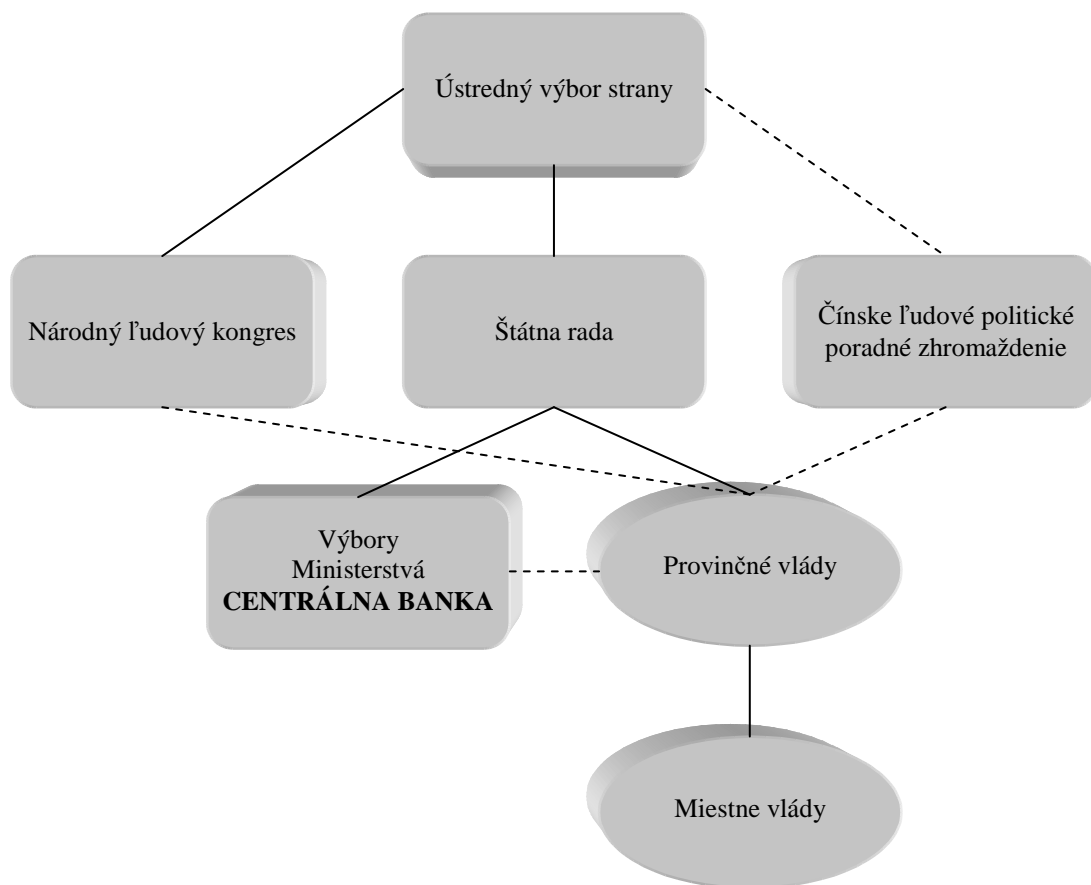 Ústredný výbor strany
Národný ľudový kongres
Štátna rada
Čínske ľudové politické
poradné zhromaždenie
Výbory
Ministerstvá
CENTRÁLNA BANKA
Provinčné vlády
Miestne vlády